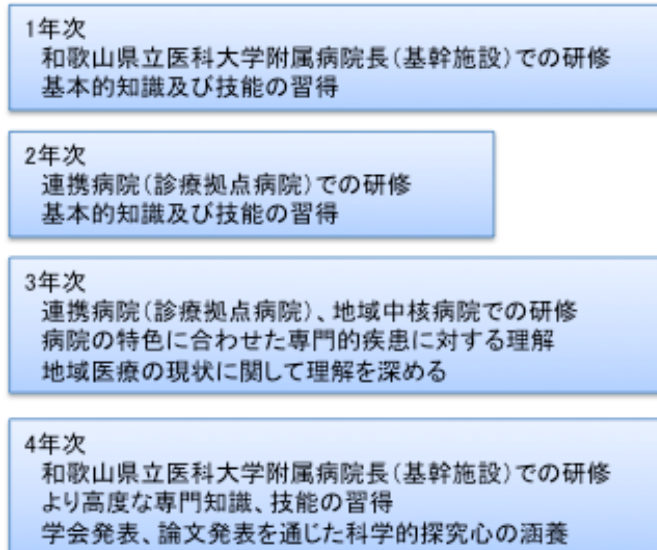 1年次
和歌山県立医科大学附属病院長(基幹施設)での研修
基本的知識及び技能の習得
2年次
連携病院(診療拠点病院)での研修
基本的知識及び技能の習得
3年次
連携病院(診療拠点病院)、地域中核病院での研修
病院の特色に合わせた専門的疾患に対する理解
地域医療の現状に関して理解を深める
4年次
和歌山県立医科大学附属病院長(基幹施設)での研修
より高度な専門知識、技能の習得
学会発表、論文発表を通じた科学的探究心の涵養